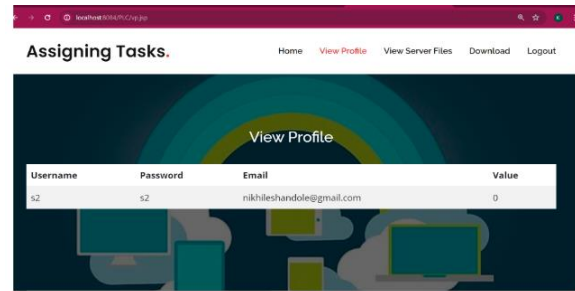 localhost:8084/PLC/vp.jsp
Assigning Tasks.
Home View Profile View Server Files Download Logout
View Profile
Username Password Email Value
s2 s2 nikhileshandole@gmail.com 0